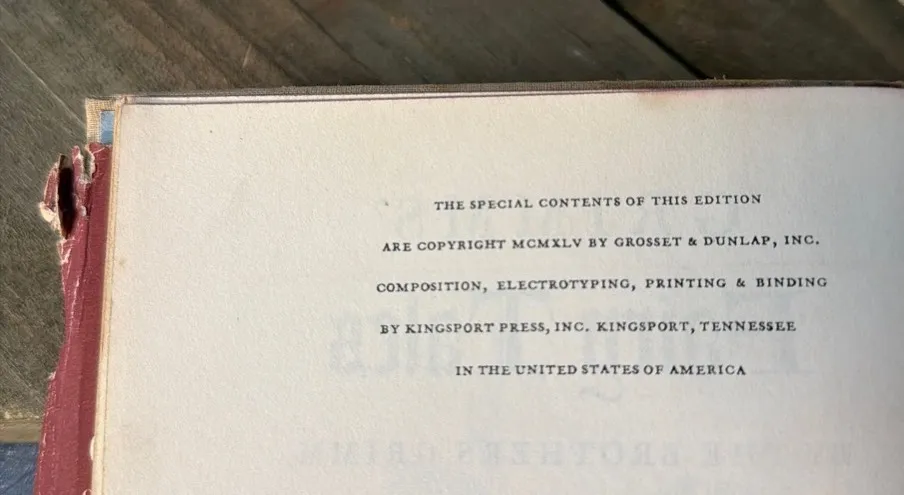 THE SPECIAL CONTENTS OF THIS EDITION
ARE COPYRIGHT MCMXLV BY GROSSET & DUNLAP, INC.
COMPOSITION, ELECTROTYPING, PRINTING & BINDING
BY KINGSPORT PRESS, INC. KINGSPORT, TENNESSEE
IN THE UNITED STATES OF AMERICA